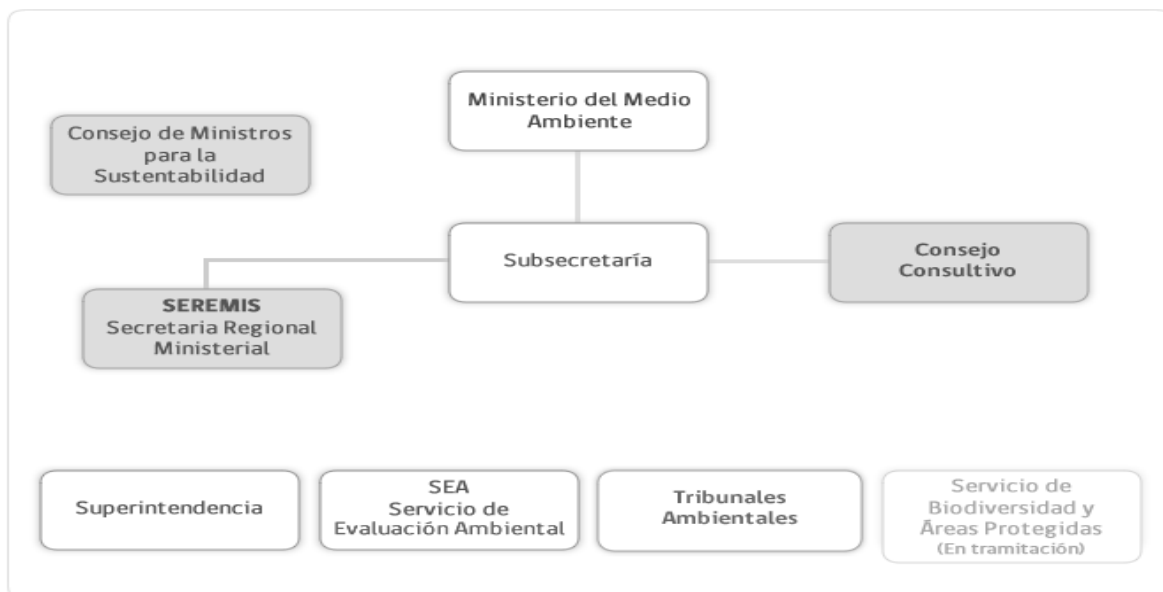 Ministerio del Medio
Ambiente
Consejo de Ministros
para la
Sustentabilidad
Subsecretaría
Consejo
Consultivo
SEREMIS
Secretaria Regional
Ministerial
Superintendencia
SEA
Servicio de
Evaluación Ambiental
Tribunales
Ambientales
Servicio de
Biodiversidad y
Áreas Protegidas
(En tramitación)